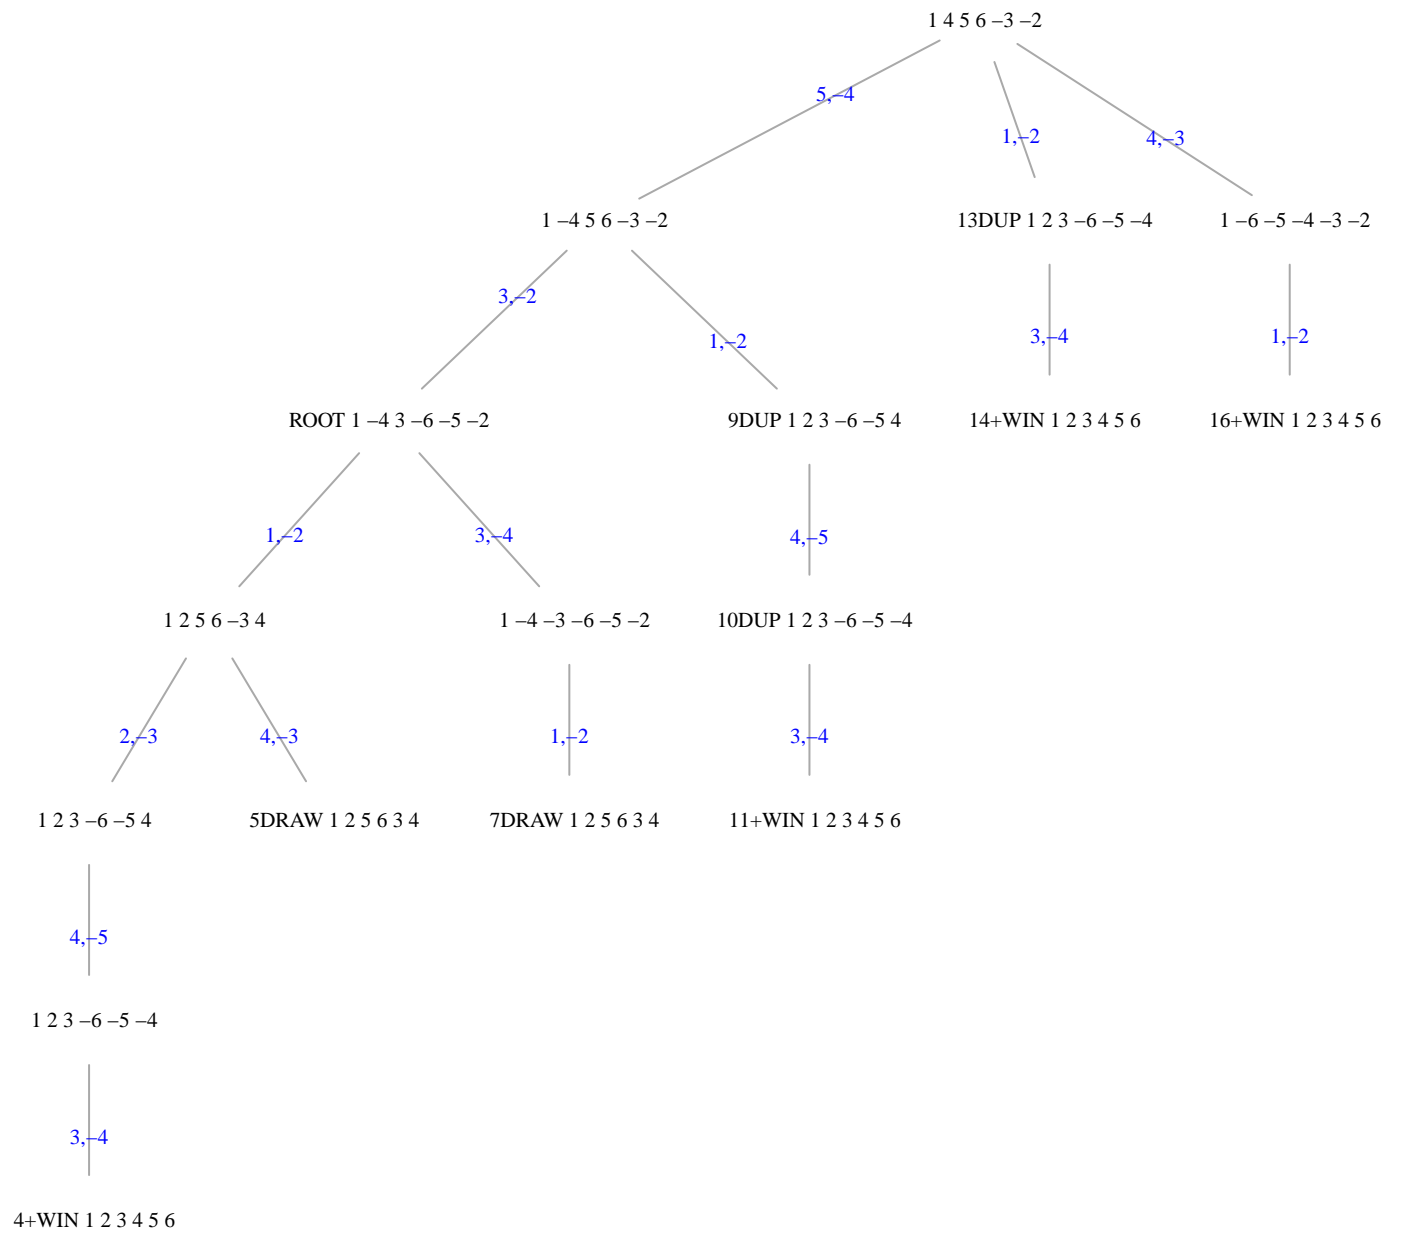 1 4 5 6 –3 –2
5,–4
1,–2
4,–3
1 –4 5 6 –3 –2
13DUP 1 2 3 –6 –5 –4
1 –6 –5 –4 –3 –2
3,–2
1,–2
3,–4
1,–2
ROOT 1 –4 3 –6 –5 –2
9DUP 1 2 3 –6 –5 4
14+WIN 1 2 3 4 5 6
16+WIN 1 2 3 4 5 6
1,–2
3,–4
4,–5
1 2 5 6 –3 4
1 –4 –3 –6 –5 –2
10DUP 1 2 3 –6 –5 –4
2,–3
4,–3
1,–2
3,–4
1 2 3 –6 –5 4
5DRAW 1 2 5 6 3 4
7DRAW 1 2 5 6 3 4
11+WIN 1 2 3 4 5 6
4,–5
1 2 3 –6 –5 –4
3,–4
4+WIN 1 2 3 4 5 6